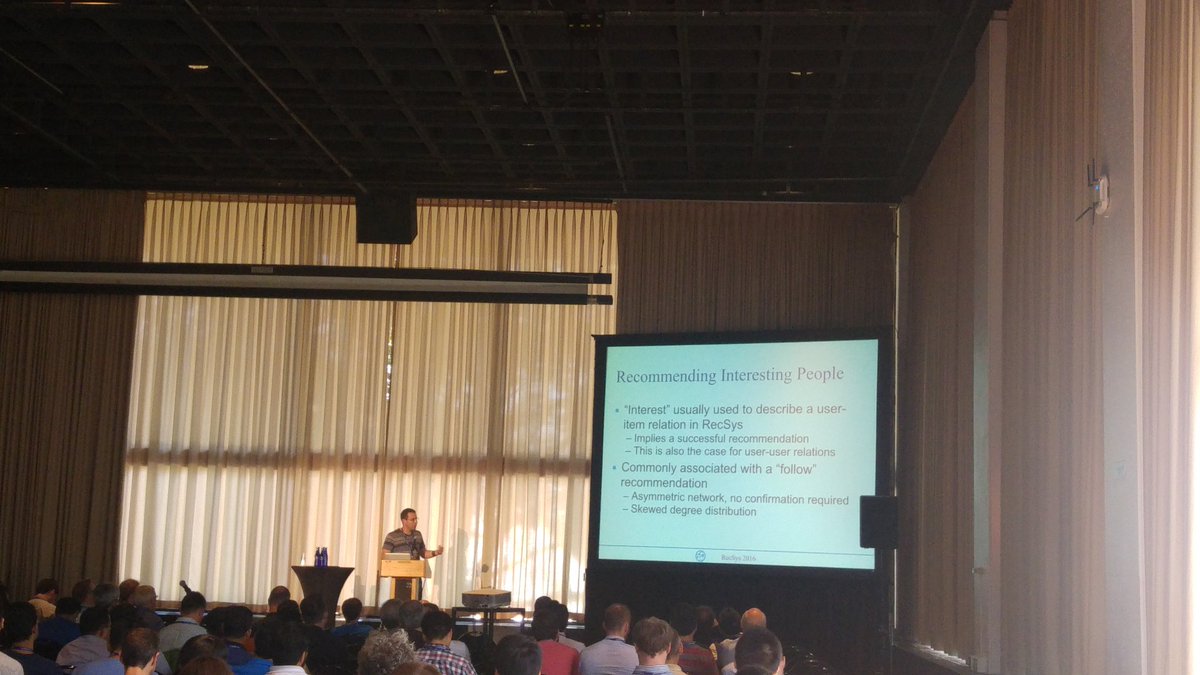 Recommending Interesting People
• “Interest” usually used to describe a user-
item relation in RecSys
– Implies a successful recommendation
– This is also the case for user-user relations
• Commonly associated with a “follow”
recommendation
– Asymmetric network, no confirmation required
– Skewed degree distribution
RecSys 2016